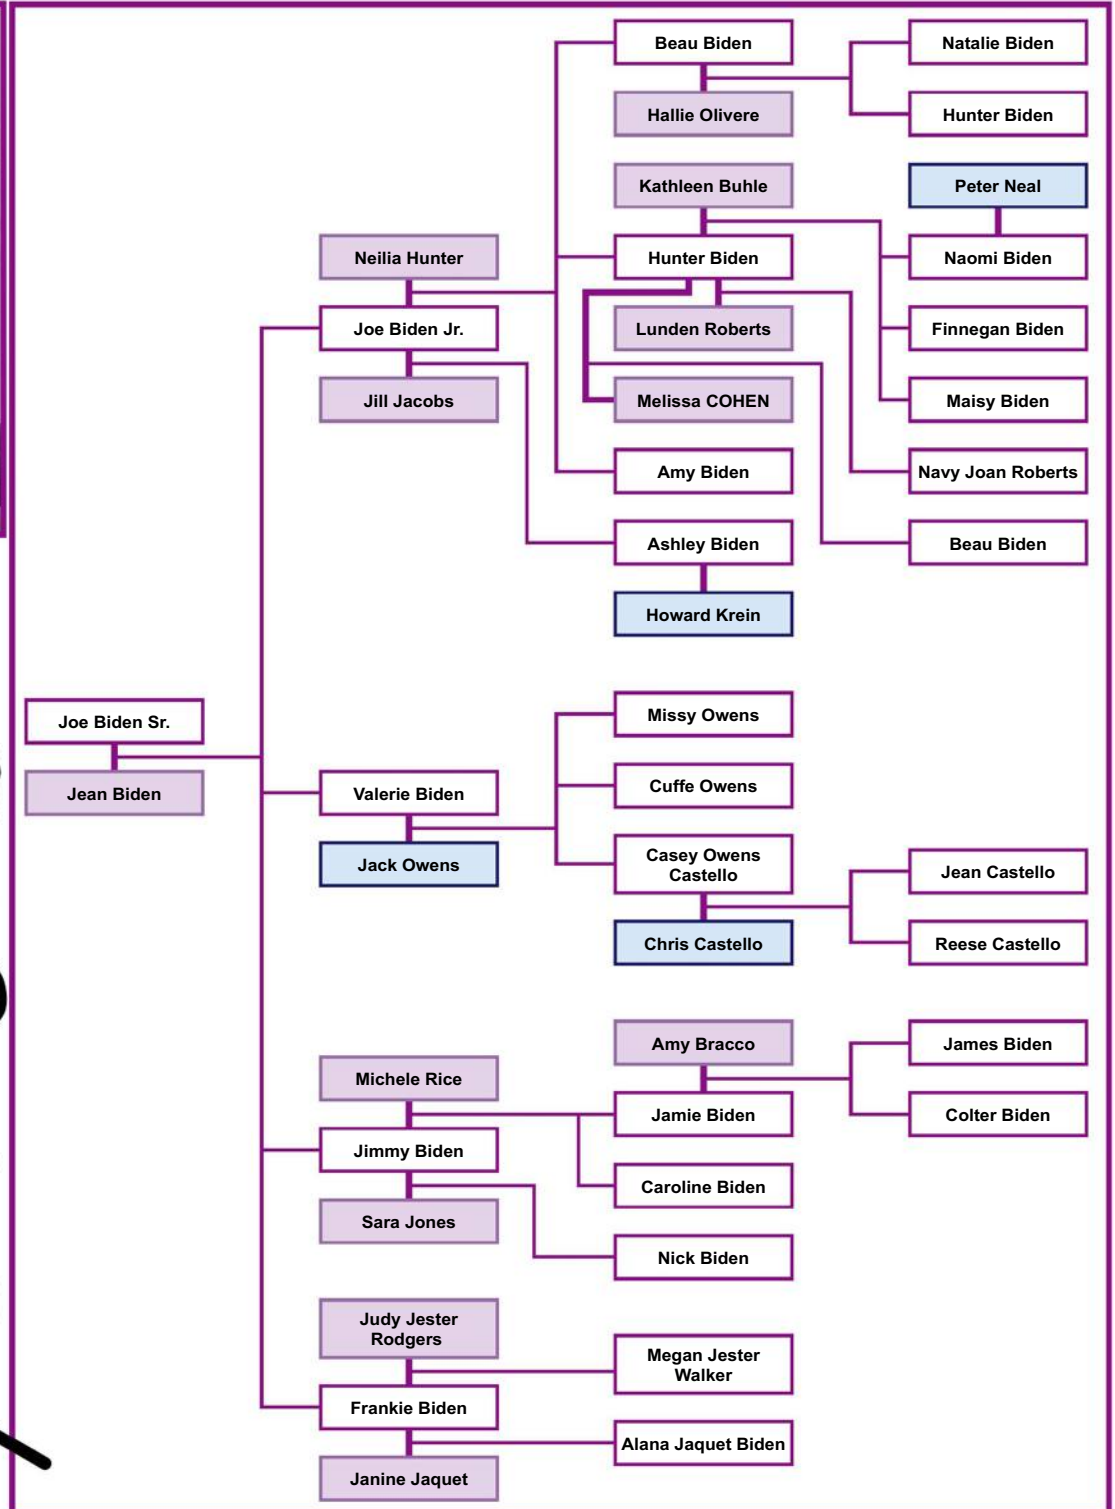 Beau Biden
Natalie Biden
Hallie Olivere
Hunter Biden
Kathleen Buhle
Peter Neal
Neilia Hunter
Hunter Biden
Naomi Biden
Joe Biden Jr.
Lunden Roberts
Finnegan Biden
Jill Jacobs
Melissa COHEN
Maisy Biden
Amy Biden
Navy Joan Roberts
Ashley Biden
Beau Biden
Howard Krein
Joe Biden Sr.
Missy Owens
Jean Biden
Valerie Biden
Cuffe Owens
Jack Owens
Casey Owens
Castello
Jean Castello
Chris Castello
Reese Castello
Amy Bracco
James Biden
Michele Rice
Jamie Biden
Colter Biden
Jimmy Biden
Caroline Biden
Sara Jones
Nick Biden
Judy Jester
Rodgers
Megan Jester
Walker
Frankie Biden
Alana Jaquet Biden
Janine Jaquet